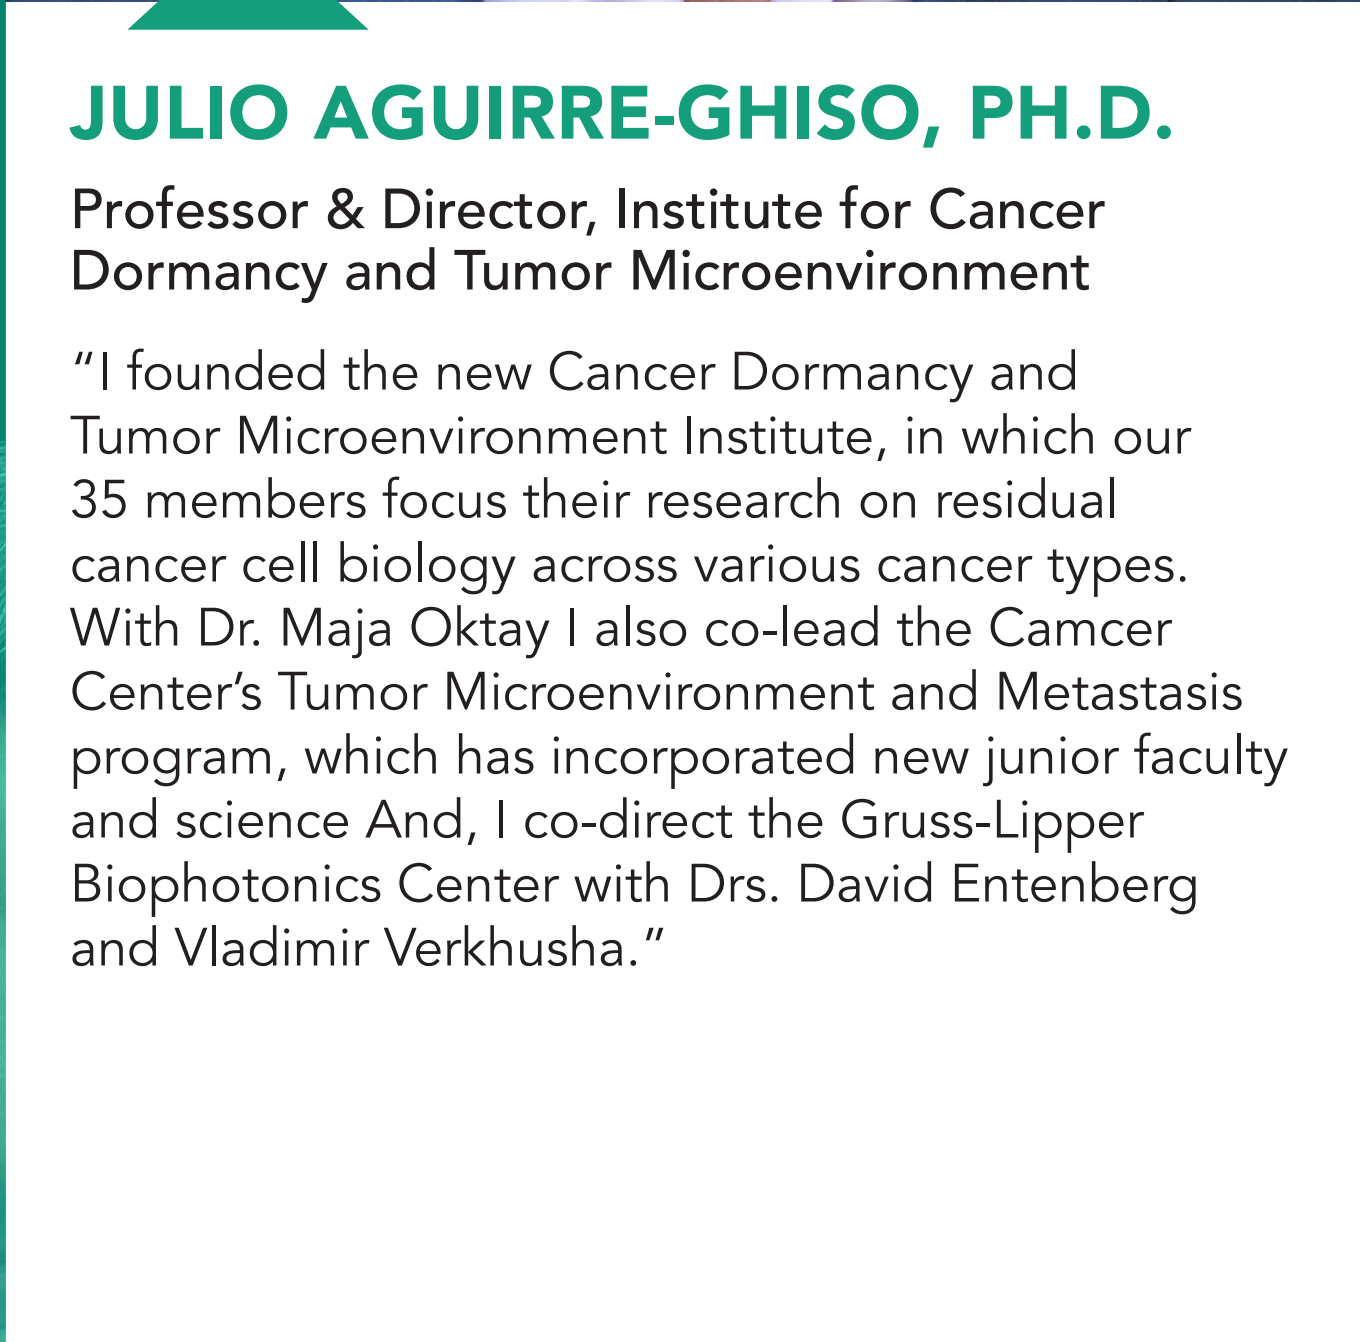 JULIO AGUIRRE-GHISO, PH.D.
Professor & Director, Institute for Cancer
Dormancy and Tumor Microenvironment
“I founded the new Cancer Dormancy and
Tumor Microenvironment Institute, in which our
35 members focus their research on residual
cancer cell biology across various cancer types.
With Dr. Maja Oktay I also co-lead the Camcer
Center’s Tumor Microenvironment and Metastasis
program, which has incorporated new junior faculty
and science And, I co-direct the Gruss-Lipper
Biophotonics Center with Drs. David Entenberg
and Vladimir Verkhusha.”